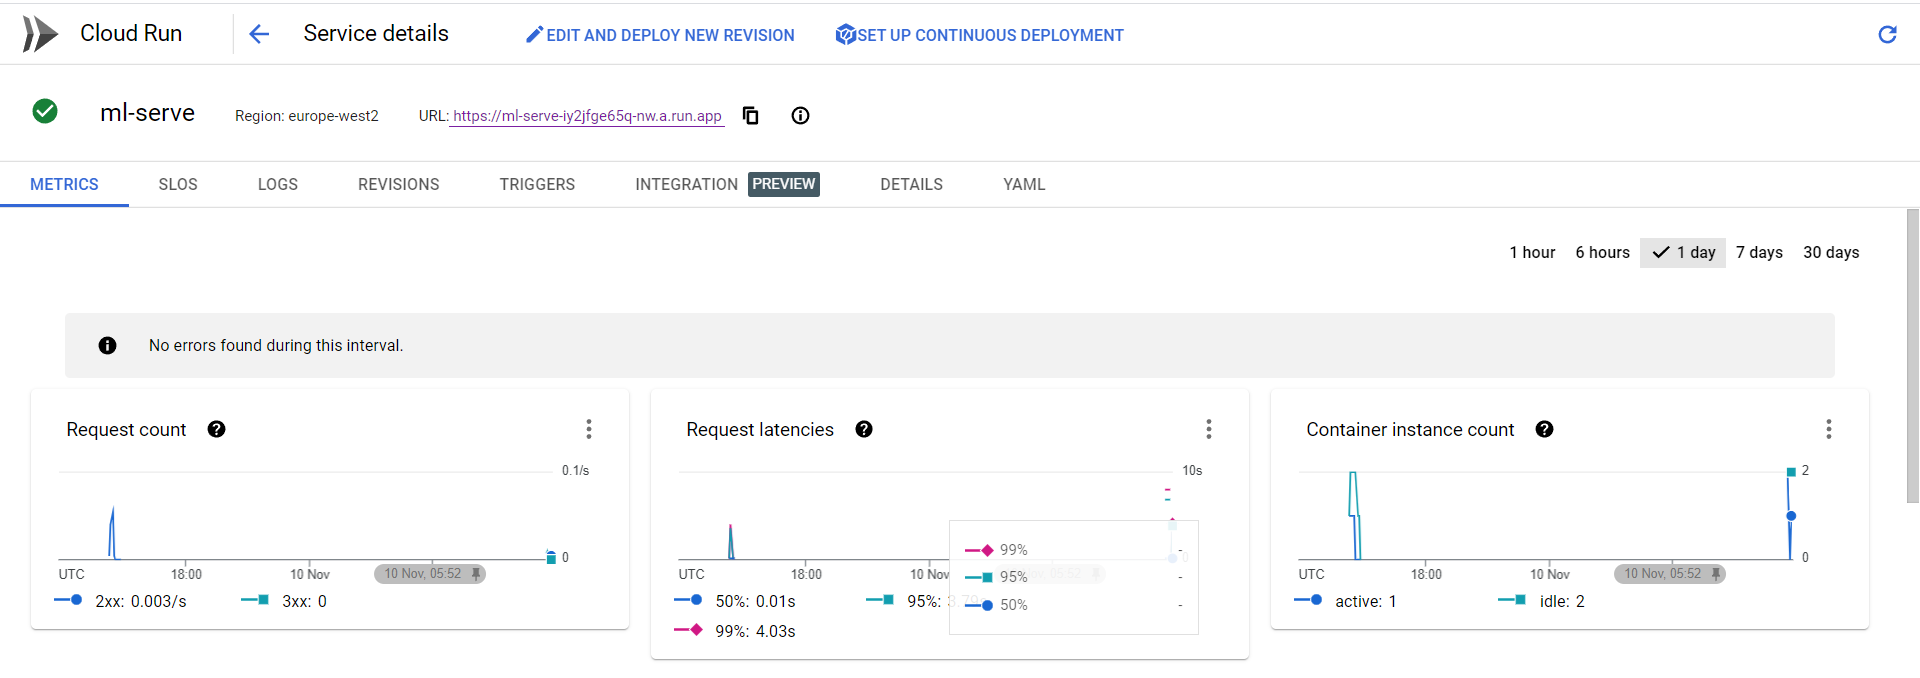 Cloud Run Service details EDIT AND DEPLOY NEW REVISION SET UP CONTINUOUS DEPLOYMENT
ml-serve Region: europe-west2 URL: https://ml-serve-iy2jfge65q-nw.a.run.app
METRICS SLOS LOGS REVISIONS TRIGGERS INTEGRATION PREVIEW DETAILS YAML
1 hour 6 hours 1 day 7 days 30 days
No errors found during this interval.
Request count
0.1/s
0
UTC 18:00 10 Nov 10 Nov, 05:52
2xx: 0.003/s 3xx: 0
Request latencies
10s
0
UTC 18:00 10 Nov 05:52
50%: 0.01s 95%:
99%: 4.03s
99% -
95% -
50% -
Container instance count
2
0
UTC 18:00 10 Nov 10 Nov, 05:52
active: 1 idle: 2